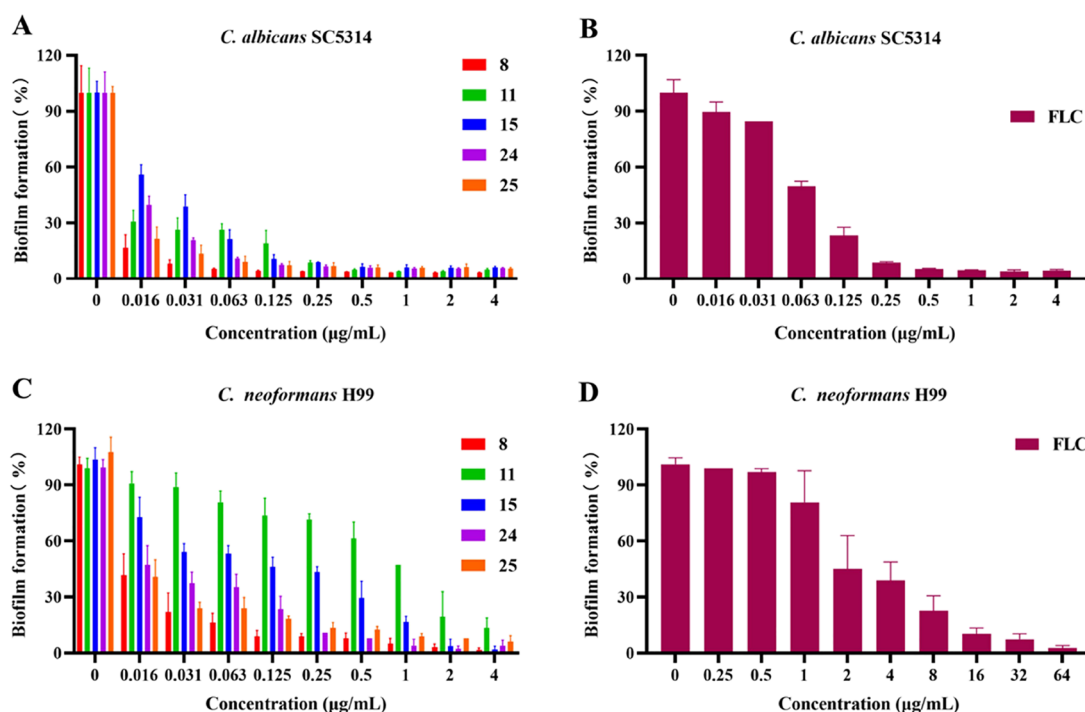 A
C. albicans SC5314
Biofilm formation ( %)
120
90
60
30
0
8
11
15
24
25
0 0.016 0.031 0.063 0.125 0.25 0.5 1 2 4
Concentration (μg/mL)
B
C. albicans SC5314
Biofilm formation ( %)
120
90
60
30
0
FLC
0 0.016 0.031 0.063 0.125 0.25 0.5 1 2 4
Concentration (μg/mL)
C
C. neoformans H99
Biofilm formation ( %)
120
90
60
30
0
8
11
15
24
25
0 0.016 0.031 0.063 0.125 0.25 0.5 1 2 4
Concentration (μg/mL)
D
C. neoformans H99
Biofilm formation ( %)
120
90
60
30
0
FLC
0 0.25 0.5 1 2 4 8 16 32 64
Concentration (μg/mL)